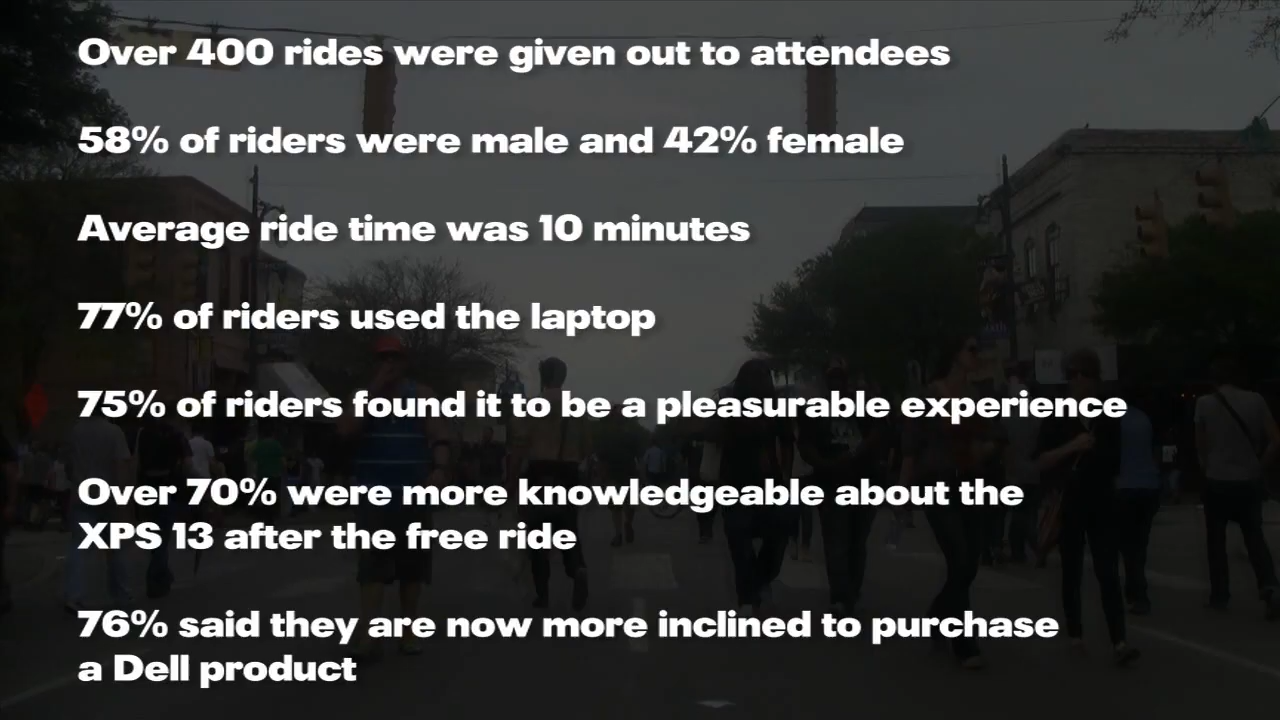 Over 400 rides were given out to attendees
58% of riders were male and 42% female
Average ride time was 10 minutes
77% of riders used the laptop
75% of riders found it to be a pleasurable experience
Over 70% were more knowledgeable about the
XPS 13 after the free ride
76% said they are now more inclined to purchase
a Dell product